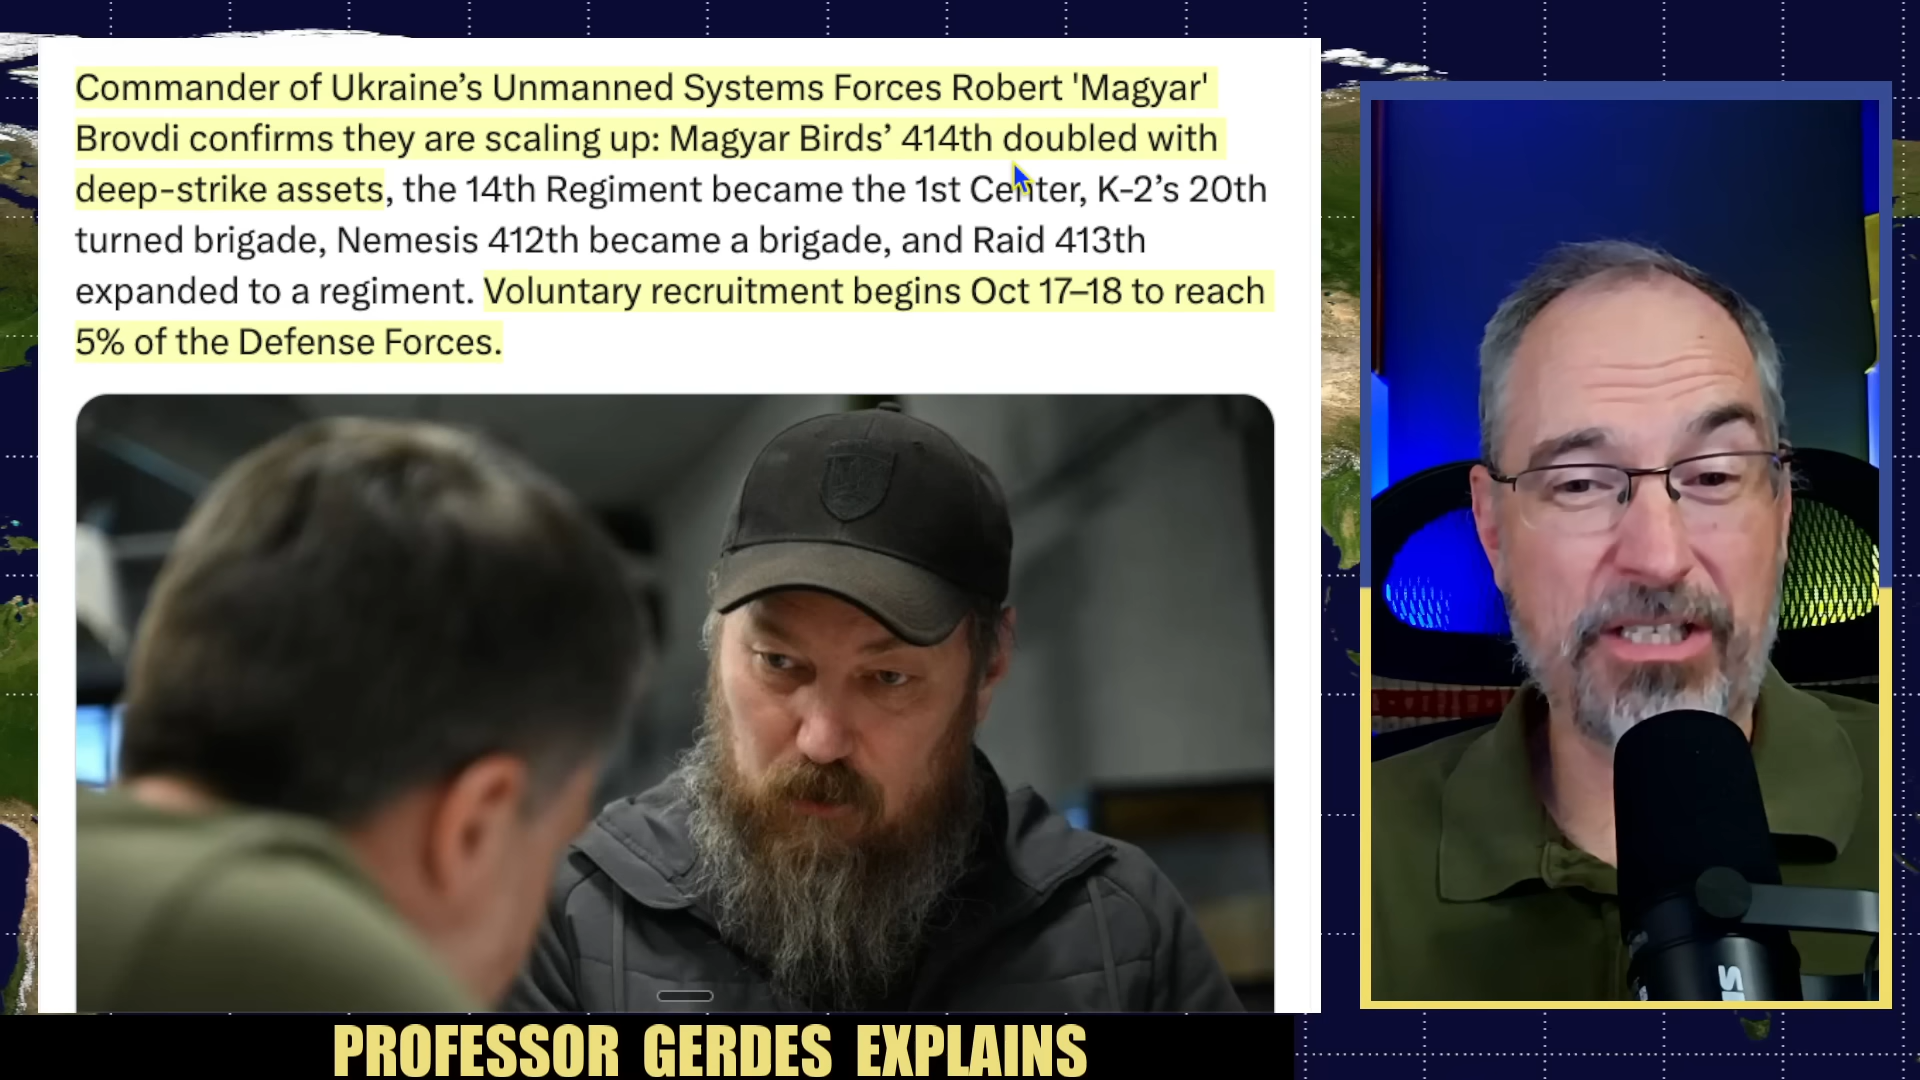 Commander of Ukraine’s Unmanned Systems Forces Robert 'Magyar'
Brovdi confirms they are scaling up: Magyar Birds’ 414th doubled with
deep-strike assets, the 14th Regiment became the 1st Center, K-2’s 20th
turned brigade, Nemesis 412th became a brigade, and Raid 413th
expanded to a regiment. Voluntary recruitment begins Oct 17–18 to reach
5% of the Defense Forces.
PROFESSOR GERDES EXPLAINS